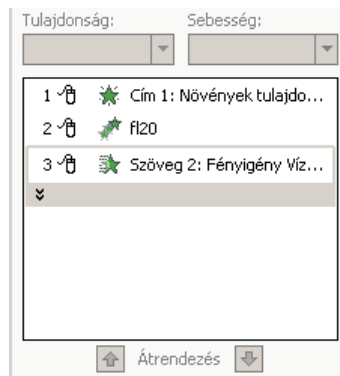 Tulajdonság: Sebesség:
1 Cím 1: Növények tulajdo...
2 fl20
3 Szöveg 2: Fényigény Víz...
Átrendezés